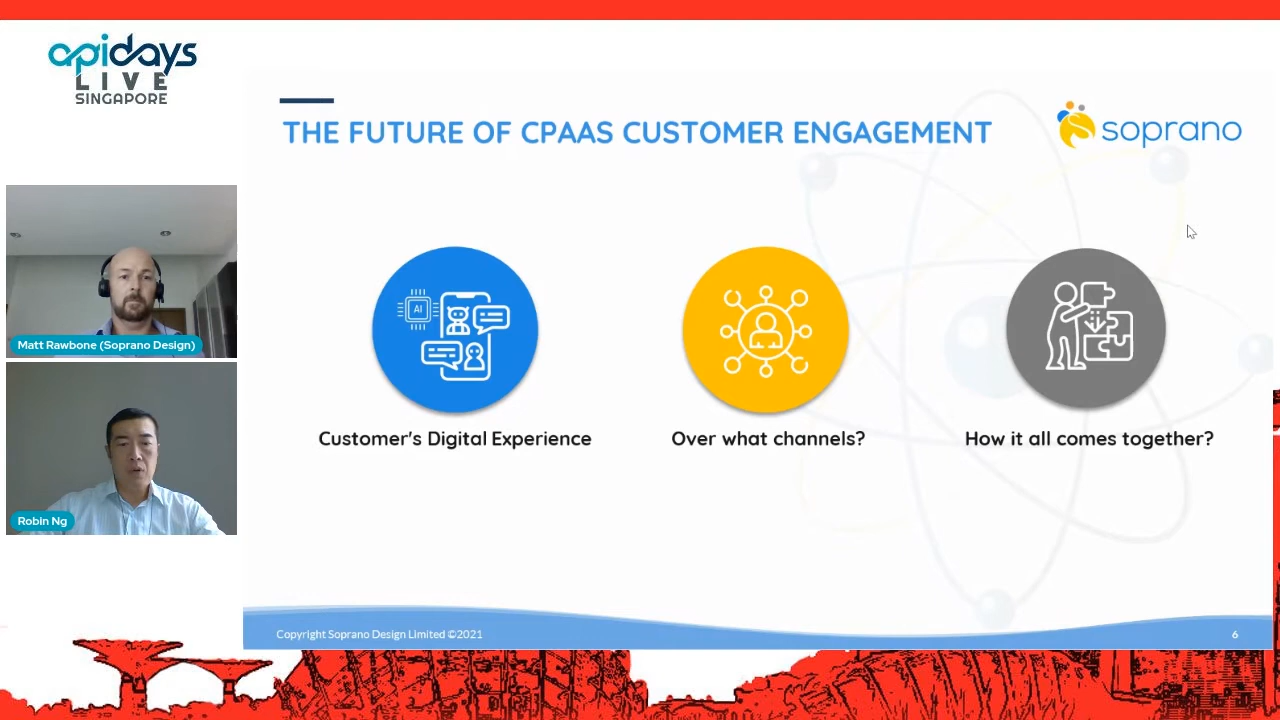 apidays
LIVE
SINGAPORE
THE FUTURE OF CPAAS CUSTOMER ENGAGEMENT
soprano
Matt Rawbone (Soprano Design)
Robin Ng
AI
Customer's Digital Experience
Over what channels?
How it all comes together?
Copyright Soprano Design Limited ©2021
6